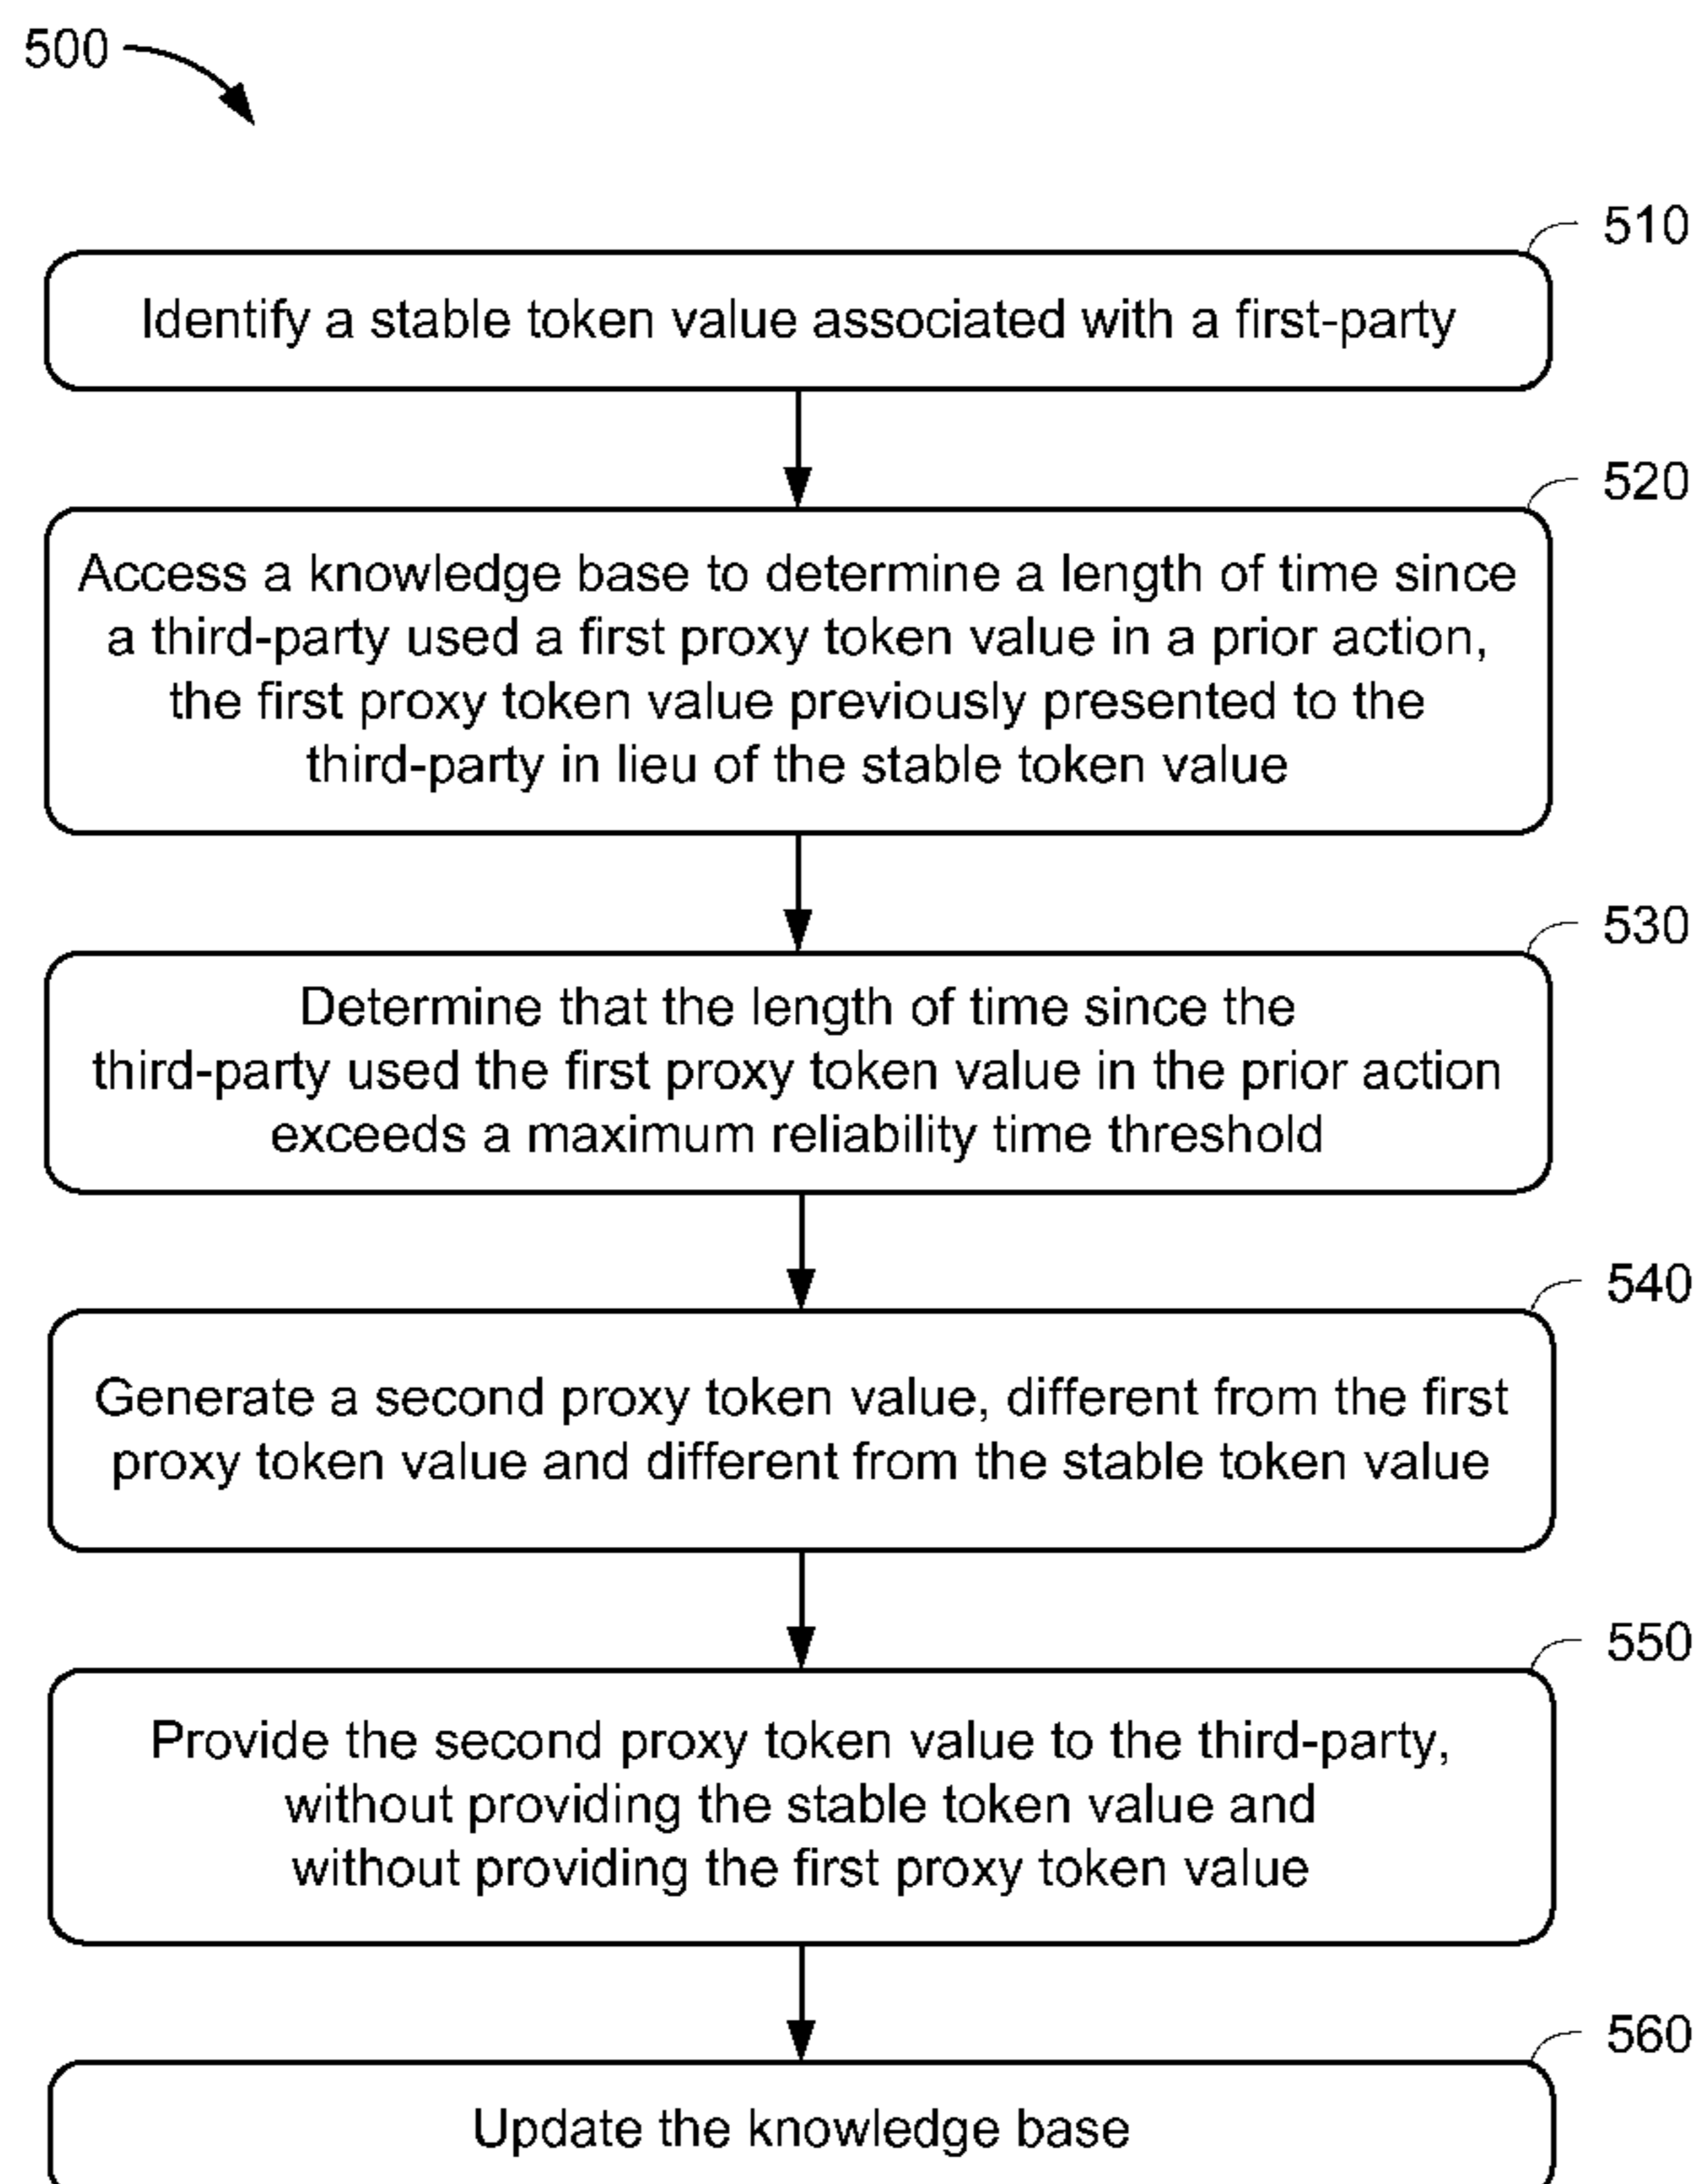 500
510
Identify a stable token value associated with a first-party
520
Access a knowledge base to determine a length of time since
a third-party used a first proxy token value in a prior action,
the first proxy token value previously presented to the
third-party in lieu of the stable token value
530
Determine that the length of time since the
third-party used the first proxy token value in the prior action
exceeds a maximum reliability time threshold
540
Generate a second proxy token value, different from the first
proxy token value and different from the stable token value
550
Provide the second proxy token value to the third-party,
without providing the stable token value and
without providing the first proxy token value
560
Update the knowledge base